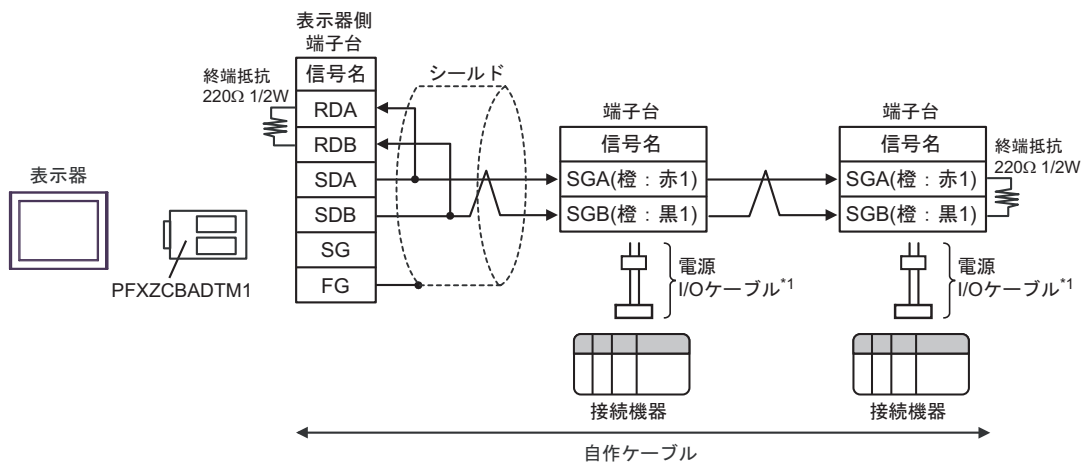 表示器側
端子台
信号名
RDA
RDB
SDA
SDB
SG
FG
終端抵抗
220Ω 1/2W
シールド
表示器
PFXZCBADTM1
端子台
信号名
SGA(橙：赤1)
SGB(橙：黒1)
電源
I/Oケーブル*1
接続機器
端子台
信号名
SGA(橙：赤1)
SGB(橙：黒1)
終端抵抗
220Ω 1/2W
電源
I/Oケーブル*1
接続機器
自作ケーブル